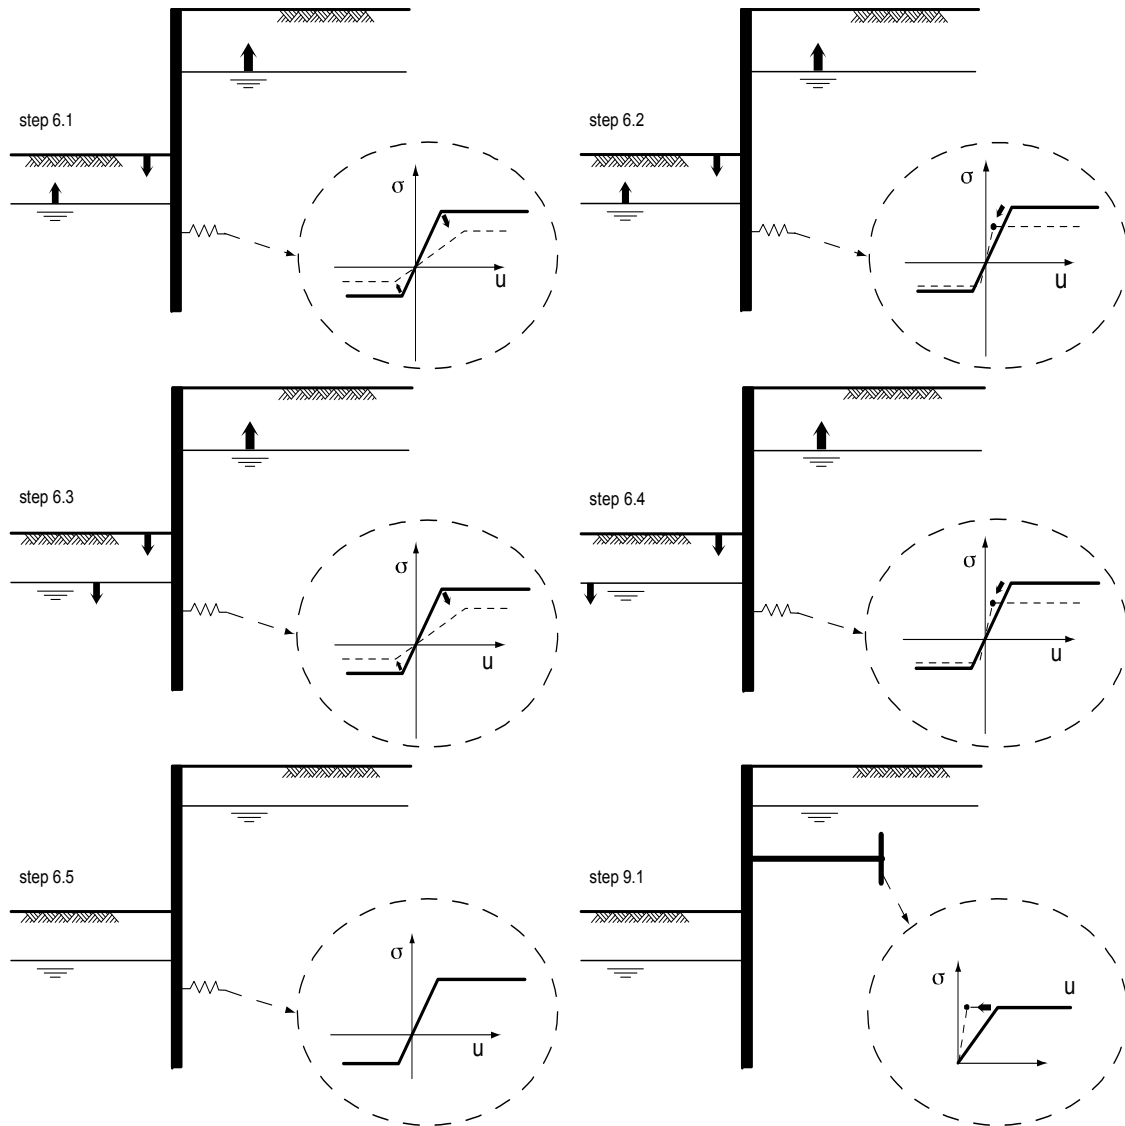 step 6.1
σ
u
step 6.2
σ
u
step 6.3
σ
u
step 6.4
σ
u
step 6.5
σ
u
step 9.1
σ
u